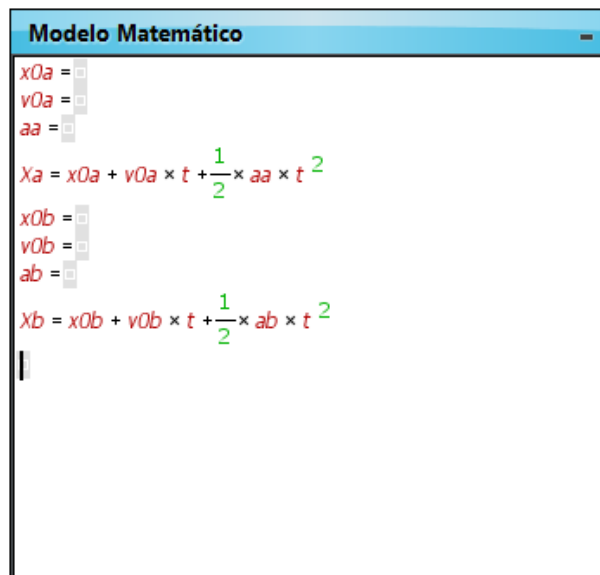 Modelo Matemático
x0a =
v0a =
aa =
Xa = x0a + v0a × t + 1/2 × aa × t ²
x0b =
v0b =
ab =
Xb = x0b + v0b × t + 1/2 × ab × t ²